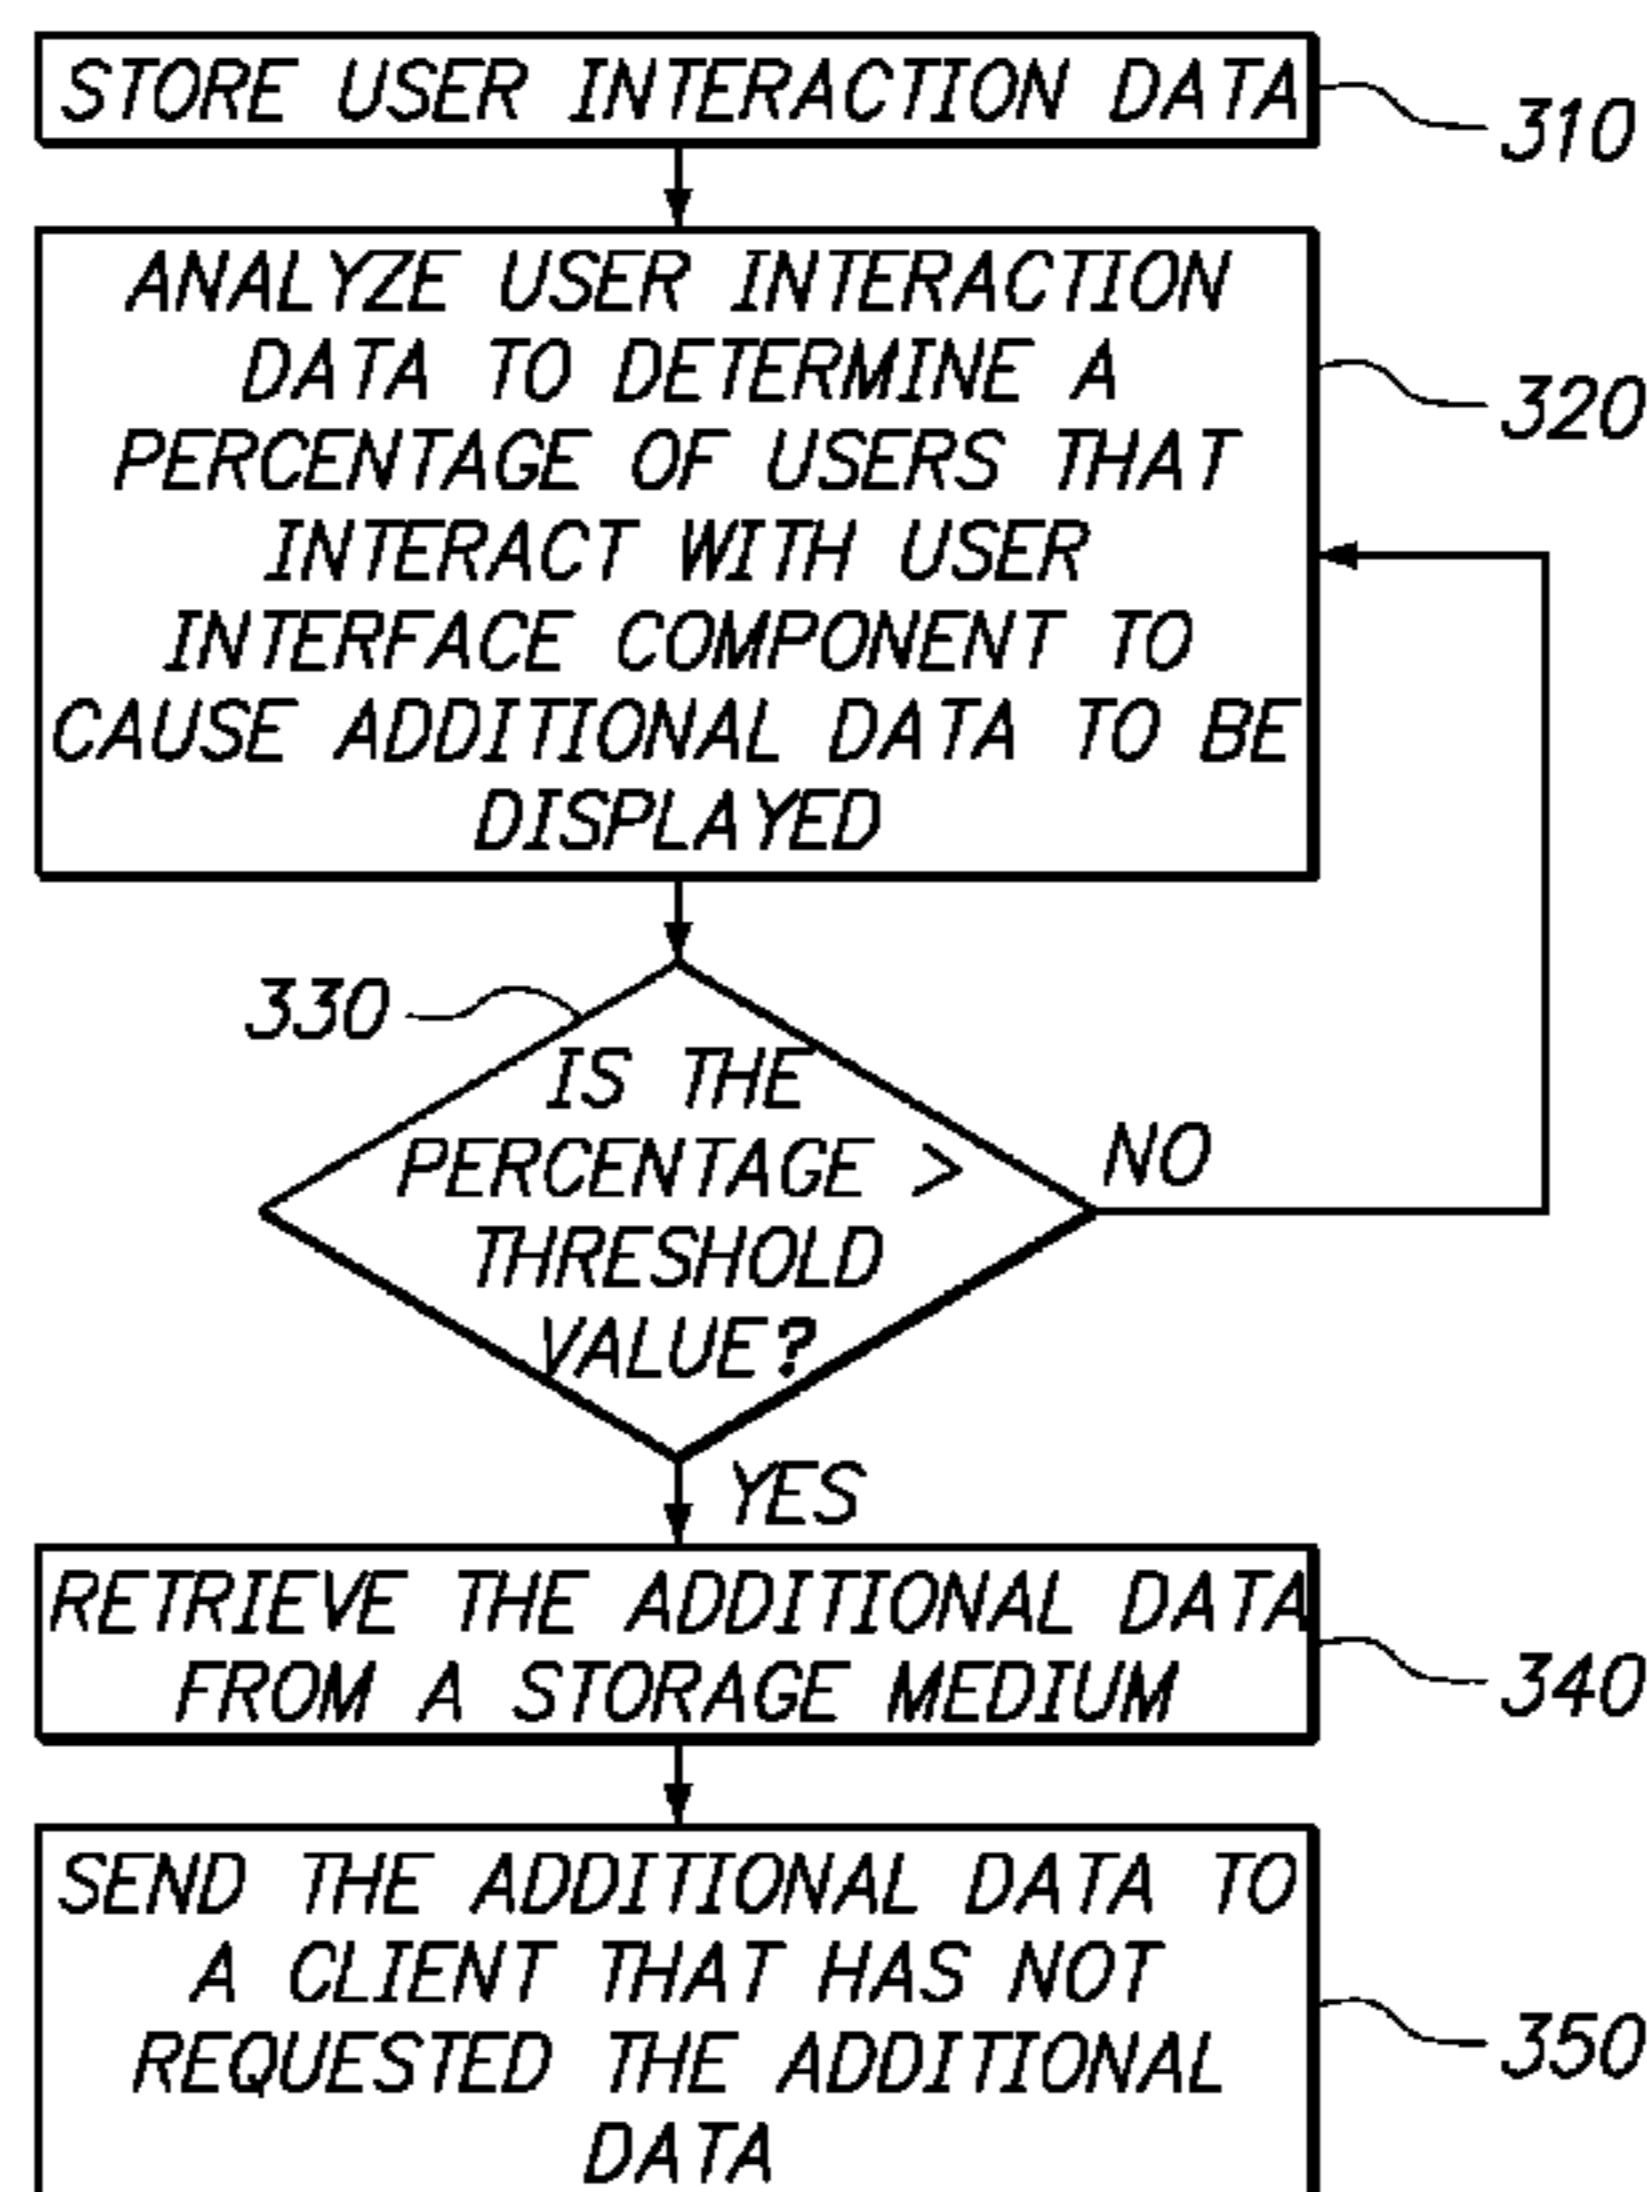 STORE USER INTERACTION DATA
310
ANALYZE USER INTERACTION
DATA TO DETERMINE A
PERCENTAGE OF USERS THAT
INTERACT WITH USER
INTERFACE COMPONENT TO
CAUSE ADDITIONAL DATA TO BE
DISPLAYED
320
330
IS THE
PERCENTAGE >
THRESHOLD
VALUE?
NO
YES
RETRIEVE THE ADDITIONAL DATA
FROM A STORAGE MEDIUM
340
SEND THE ADDITIONAL DATA TO
A CLIENT THAT HAS NOT
REQUESTED THE ADDITIONAL
DATA
350